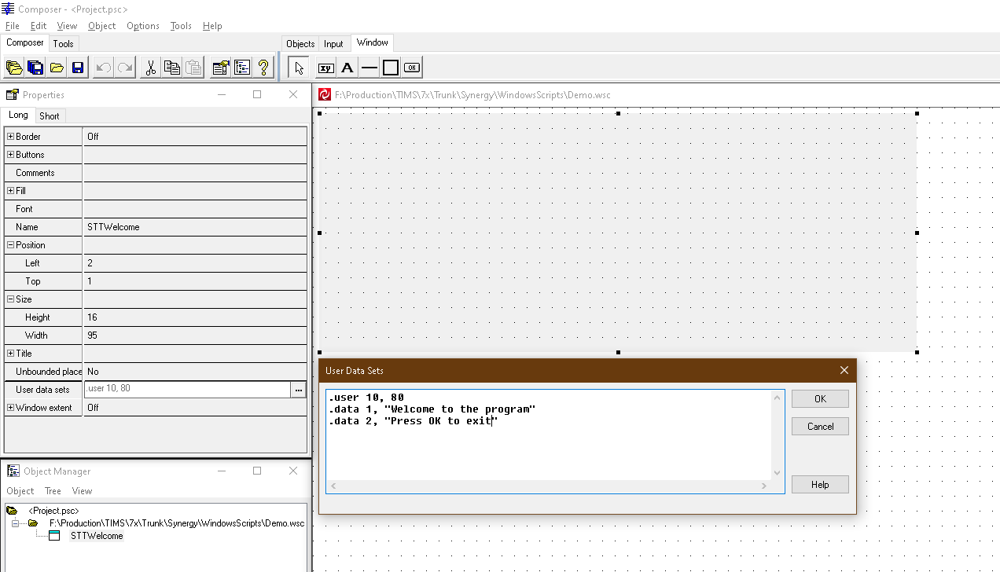 Composer - <Project.psc>
File Edit View Object Options Tools Help
Composer Tools
Objects Input Window
xy A OK
Properties
Long Short
Border Off
Buttons
Comments
Fill
Font
Name STTWelcome
Position
Left 2
Top 1
Size
Height 16
Width 95
Title
Unbounded place No
User data sets .user 10, 80 ...
Window extent Off
Object Manager
Object Tree View
<Project.psc>
F:\Production\TIMS\7x\Trunk\Synergy\WindowsScripts\Demo.wsc
STTWelcome
F:\Production\TIMS\7x\Trunk\Synergy\WindowsScripts\Demo.wsc
User Data Sets
.user 10, 80
.data 1, "Welcome to the program"
.data 2, "Press OK to exit"
OK
Cancel
Help